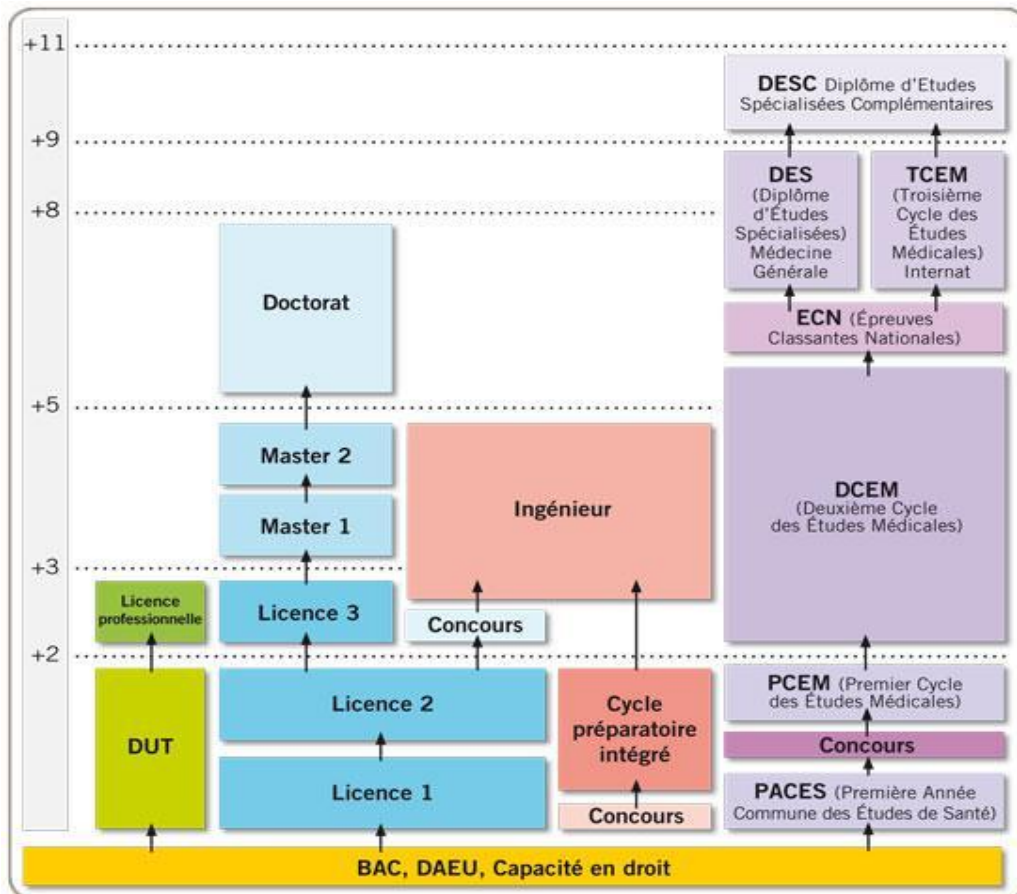 +11
DESC Diplôme d'Etudes
Spécialisées Complémentaires
+9
DES
(Diplôme
d'Études
Spécialisées)
Médecine
Générale
TCEM
(Troisième
Cycle des
Études
Médicales)
Internat
+8
Doctorat
ECN (Épreuves
Classantes Nationales)
+5
Master 2
Master 1
Ingénieur
DCEM
(Deuxième Cycle
des Études Médicales)
+3
Licence
professionnelle
Licence 3
Concours
+2
DUT
Licence 2
Licence 1
Cycle
préparatoire
intégré
Concours
PCEM (Premier Cycle
des Études Médicales)
Concours
PACES (Première Année
Commune des Études de Santé)
BAC, DAEU, Capacité en droit